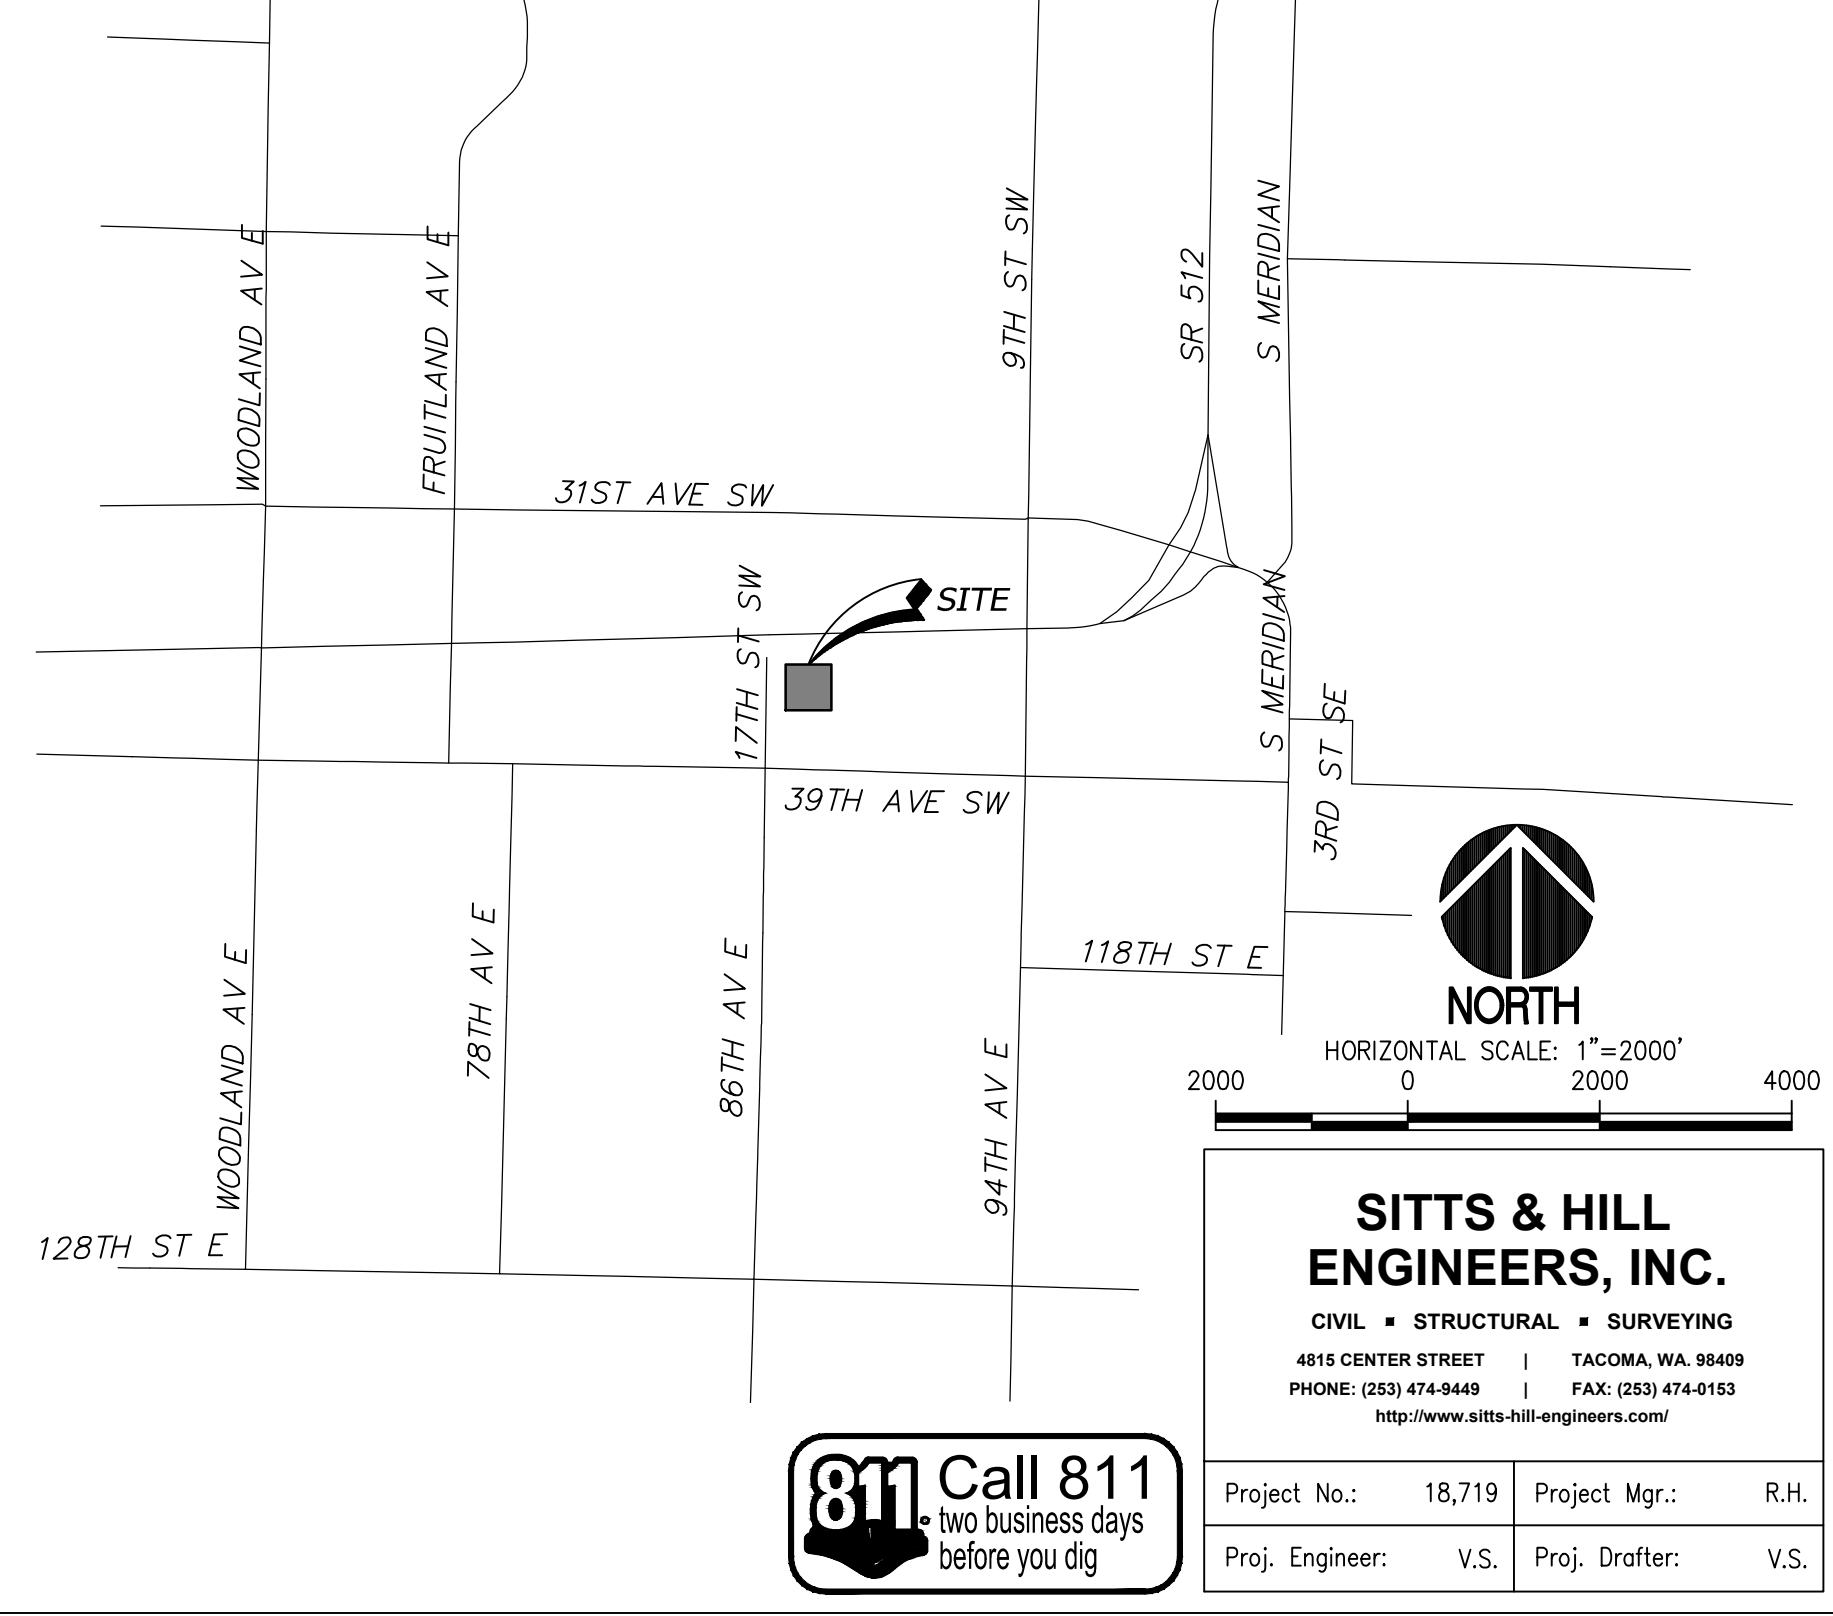 WOODLAND AV E
FRUITLAND AV E
9TH ST SW
SR 512
S MERIDIAN
31ST AVE SW
17TH ST SW
SITE
S MERIDIAN
3RD ST SE
39TH AVE SW
WOODLAND AV E
78TH AV E
86TH AV E
94TH AV E
118TH ST E
128TH ST E
NORTH
HORIZONTAL SCALE: 1"=2000'
2000 0 2000 4000
SITTS & HILL
ENGINEERS, INC.
CIVIL ▪ STRUCTURAL ▪ SURVEYING
4815 CENTER STREET | TACOMA, WA. 98409
PHONE: (253) 474-9449 | FAX: (253) 474-0153
http://www.sitts-hill-engineers.com/
Project No.: 18,719 Project Mgr.: R.H.
Proj. Engineer: V.S. Proj. Drafter: V.S.
811
Call 811
two business days
before you dig